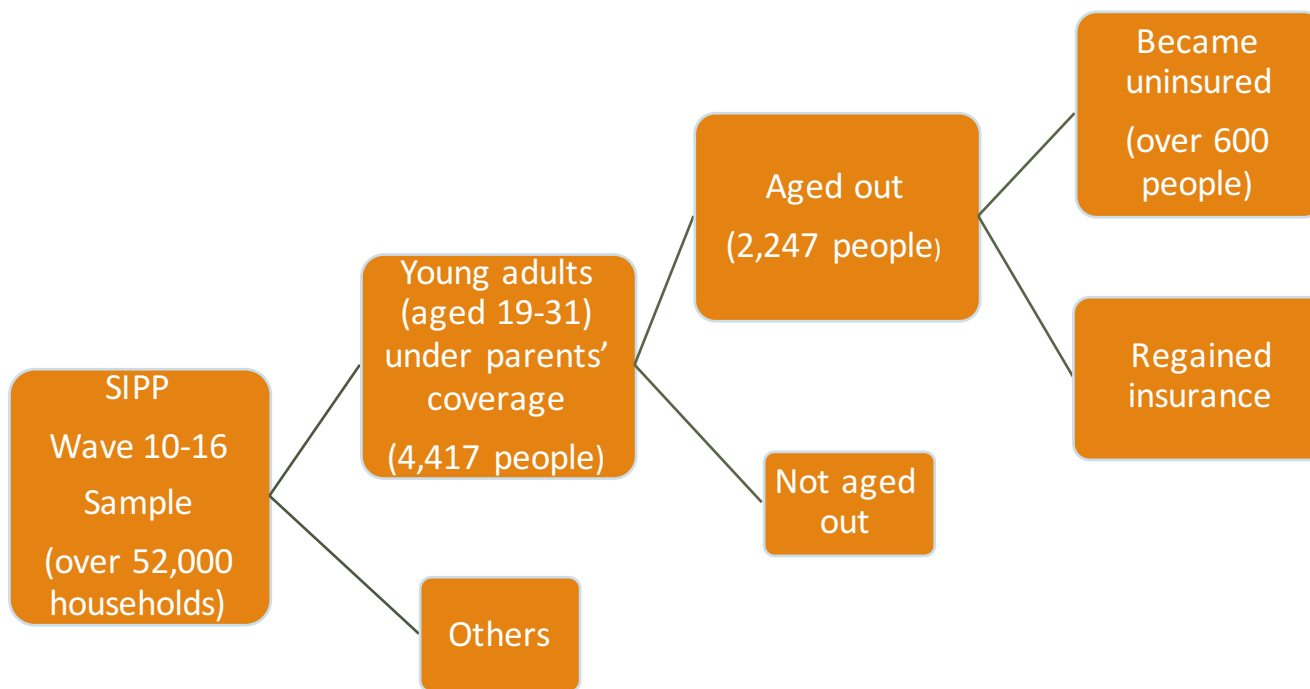 SIPP
Wave 10-16
Sample
(over 52,000
households)
Young adults
(aged 19-31)
under parents’
coverage
(4,417 people)
Others
Aged out
(2,247 people)
Not aged
out
Became
uninsured
(over 600
people)
Regained
insurance